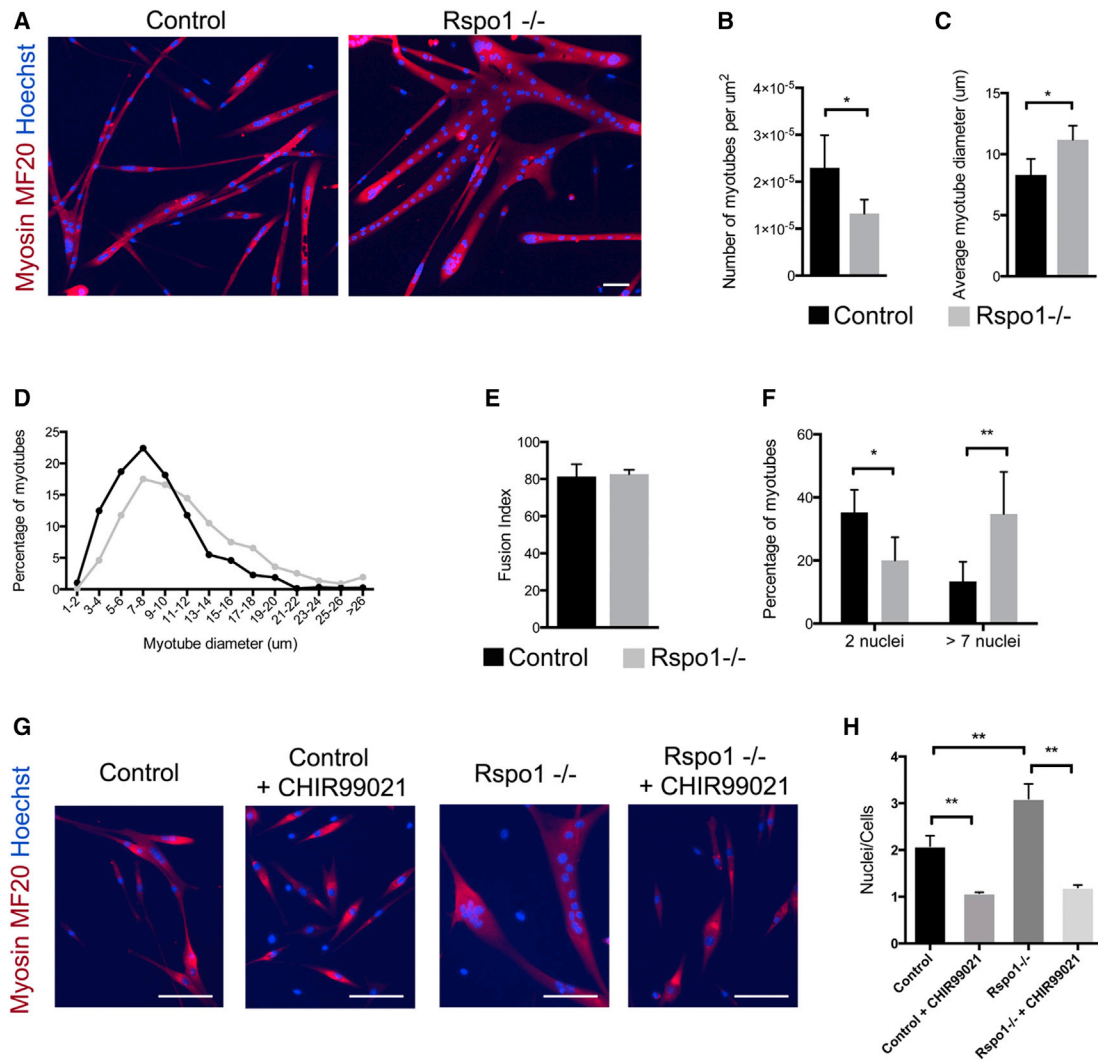 A
Control
Rspo1 -/-
Myosin MF20 Hoechst
B
Number of myotubes per um²
4×10⁻⁵
3×10⁻⁵
2×10⁻⁵
1×10⁻⁵
0
*
C
Average myotube diameter (um)
15
10
5
0
*
Control
Rspo1-/-
D
Percentage of myotubes
25
20
15
10
5
0
1-2
3-4
5-6
7-8
9-10
11-12
13-14
15-16
17-18
19-20
21-22
23-24
25-26
>26
Myotube diameter (um)
E
Fusion Index
100
80
60
40
20
0
Control
Rspo1-/-
F
Percentage of myotubes
60
40
20
0
*
**
2 nuclei
> 7 nuclei
G
Myosin MF20 Hoechst
Control
Control
+ CHIR99021
Rspo1 -/-
Rspo1 -/-
+ CHIR99021
H
Nuclei/Cells
4
3
2
1
0
**
**
**
Control
Control + CHIR99021
Rspo1-/-
Rspo1-/- + CHIR99021